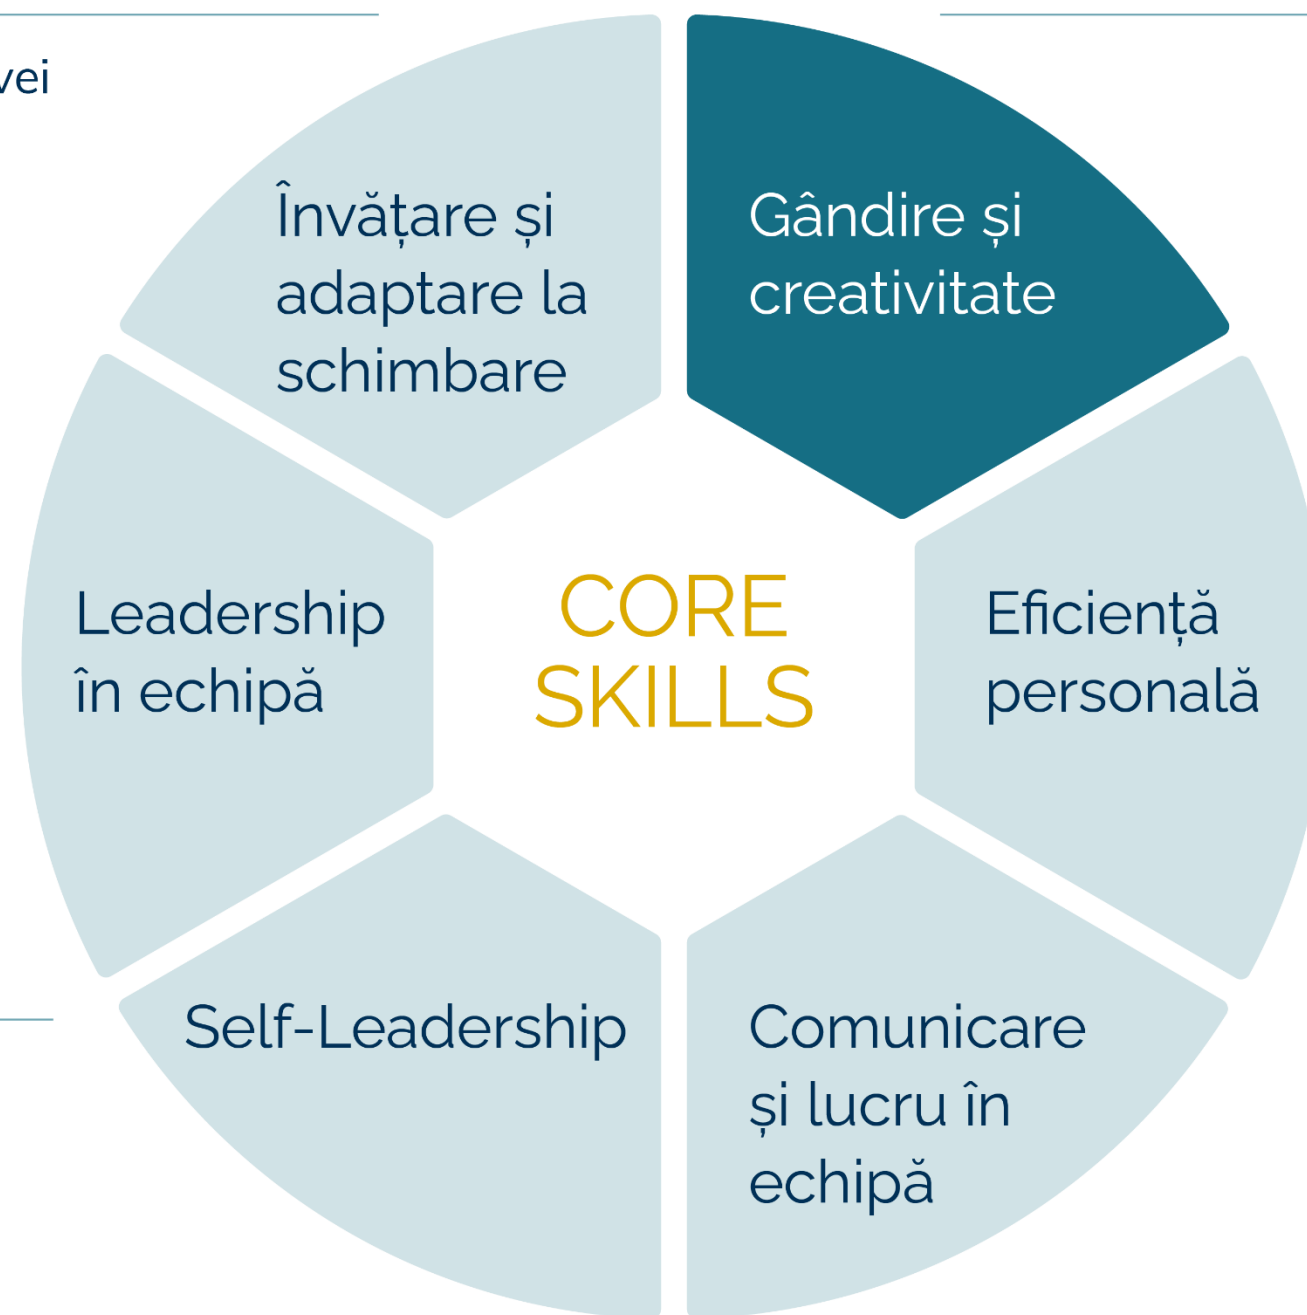 vei
Învățare și
adaptare la
schimbare
Gândire și
creativitate
Leadership
în echipă
CORE
SKILLS
Eficiență
personală
Self-Leadership
Comunicare
și lucru în
echipă